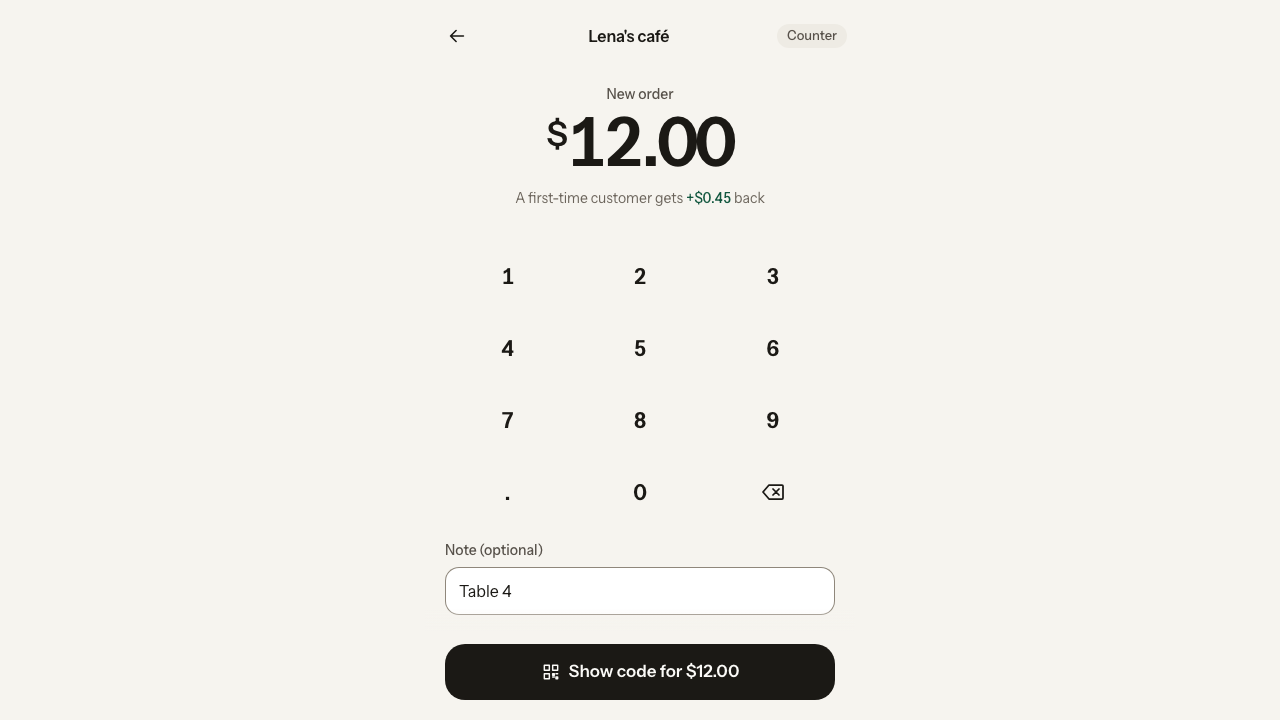 Lena's café
Counter
New order
$12.00
A first-time customer gets +$0.45 back
1 2 3
4 5 6
7 8 9
. 0
Note (optional)
Table 4
Show code for $12.00